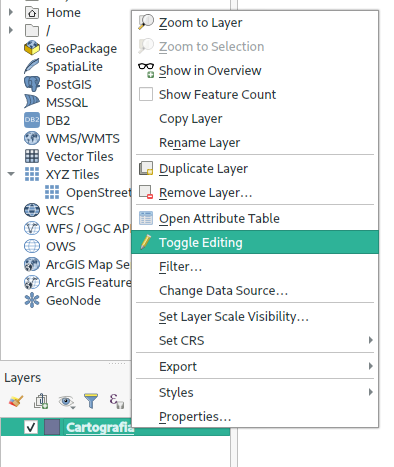 Home
/
GeoPackage
SpatiaLite
PostGIS
MSSQL
DB2
DB2
WMS/WMTS
Vector Tiles
XYZ Tiles
OpenStreet
WCS
WFS / OGC API
OWS
ArcGIS Map Se
ArcGIS Feature
GeoNode
Layers
Cartografia
Zoom to Layer
Zoom to Selection
Show in Overview
Show Feature Count
Copy Layer
Rename Layer
Duplicate Layer
Remove Layer…
Open Attribute Table
Toggle Editing
Filter…
Change Data Source…
Set Layer Scale Visibility…
Set CRS
Export
Styles
Properties…